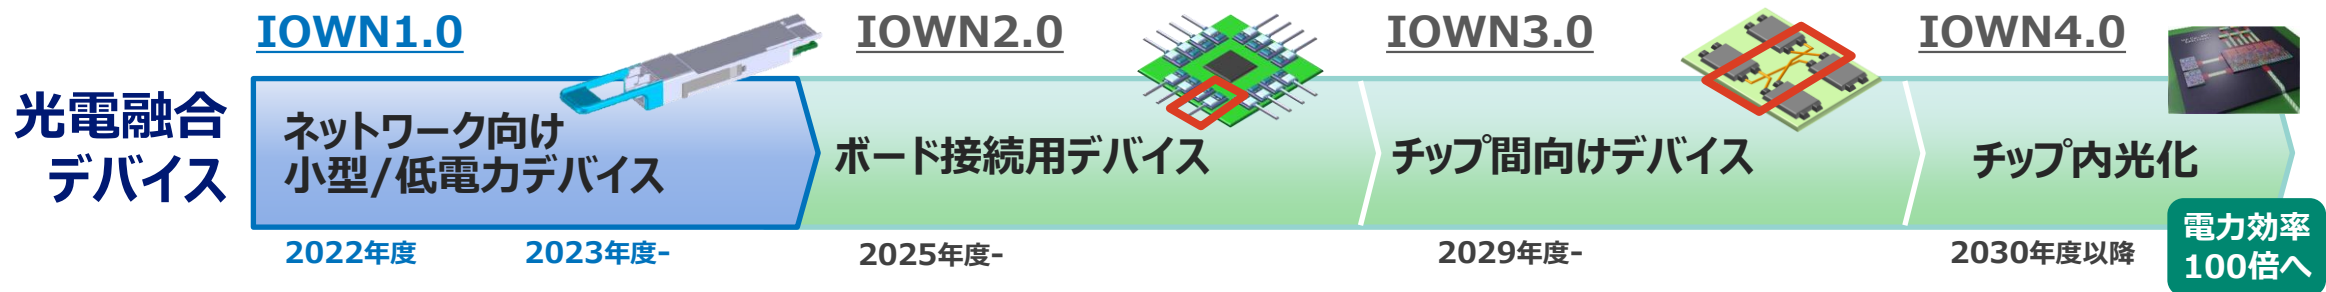 光電融合
デバイス
IOWN1.0
ネットワーク向け
小型/低電力デバイス
2022年度
2023年度-
IOWN2.0
ボード接続用デバイス
2025年度-
IOWN3.0
チップ間向けデバイス
2029年度-
IOWN4.0
チップ内光化
2030年度以降
電力効率
100倍へ